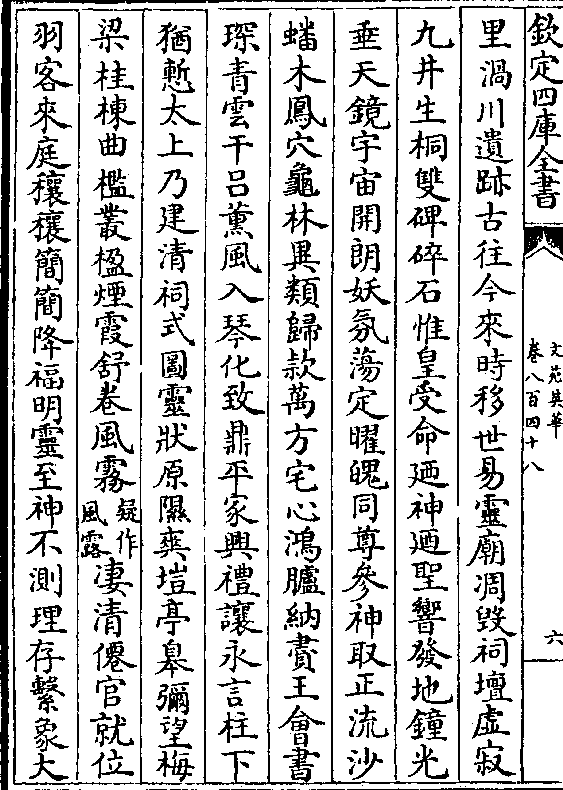 欽定四庫全書
文苑英華
卷八百四十八
六
里渦川遺跡古往今來時移世易靈廟凋毀祠壇虛寂
九井生桐雙碑碎石惟皇受命廼神廼聖響發地鐘光
垂天鏡宇宙開朗妖氛蕩定曜魄同尊參神取正流沙
蟠木鳳穴龜林異類歸款萬方宅心鴻臚納賮王會書
琛青雲干呂薰風入琴化致鼎平家興禮讓永言柱下
猶慙太上乃建清祠式圖靈狀原隰爽塏亭皋彌望梅
梁桂棟曲檻叢楹煙霞舒卷風霧疑作風露淒清僊官就位
羽客來庭穰穰簡簡降福明靈至神不測理存繫象大